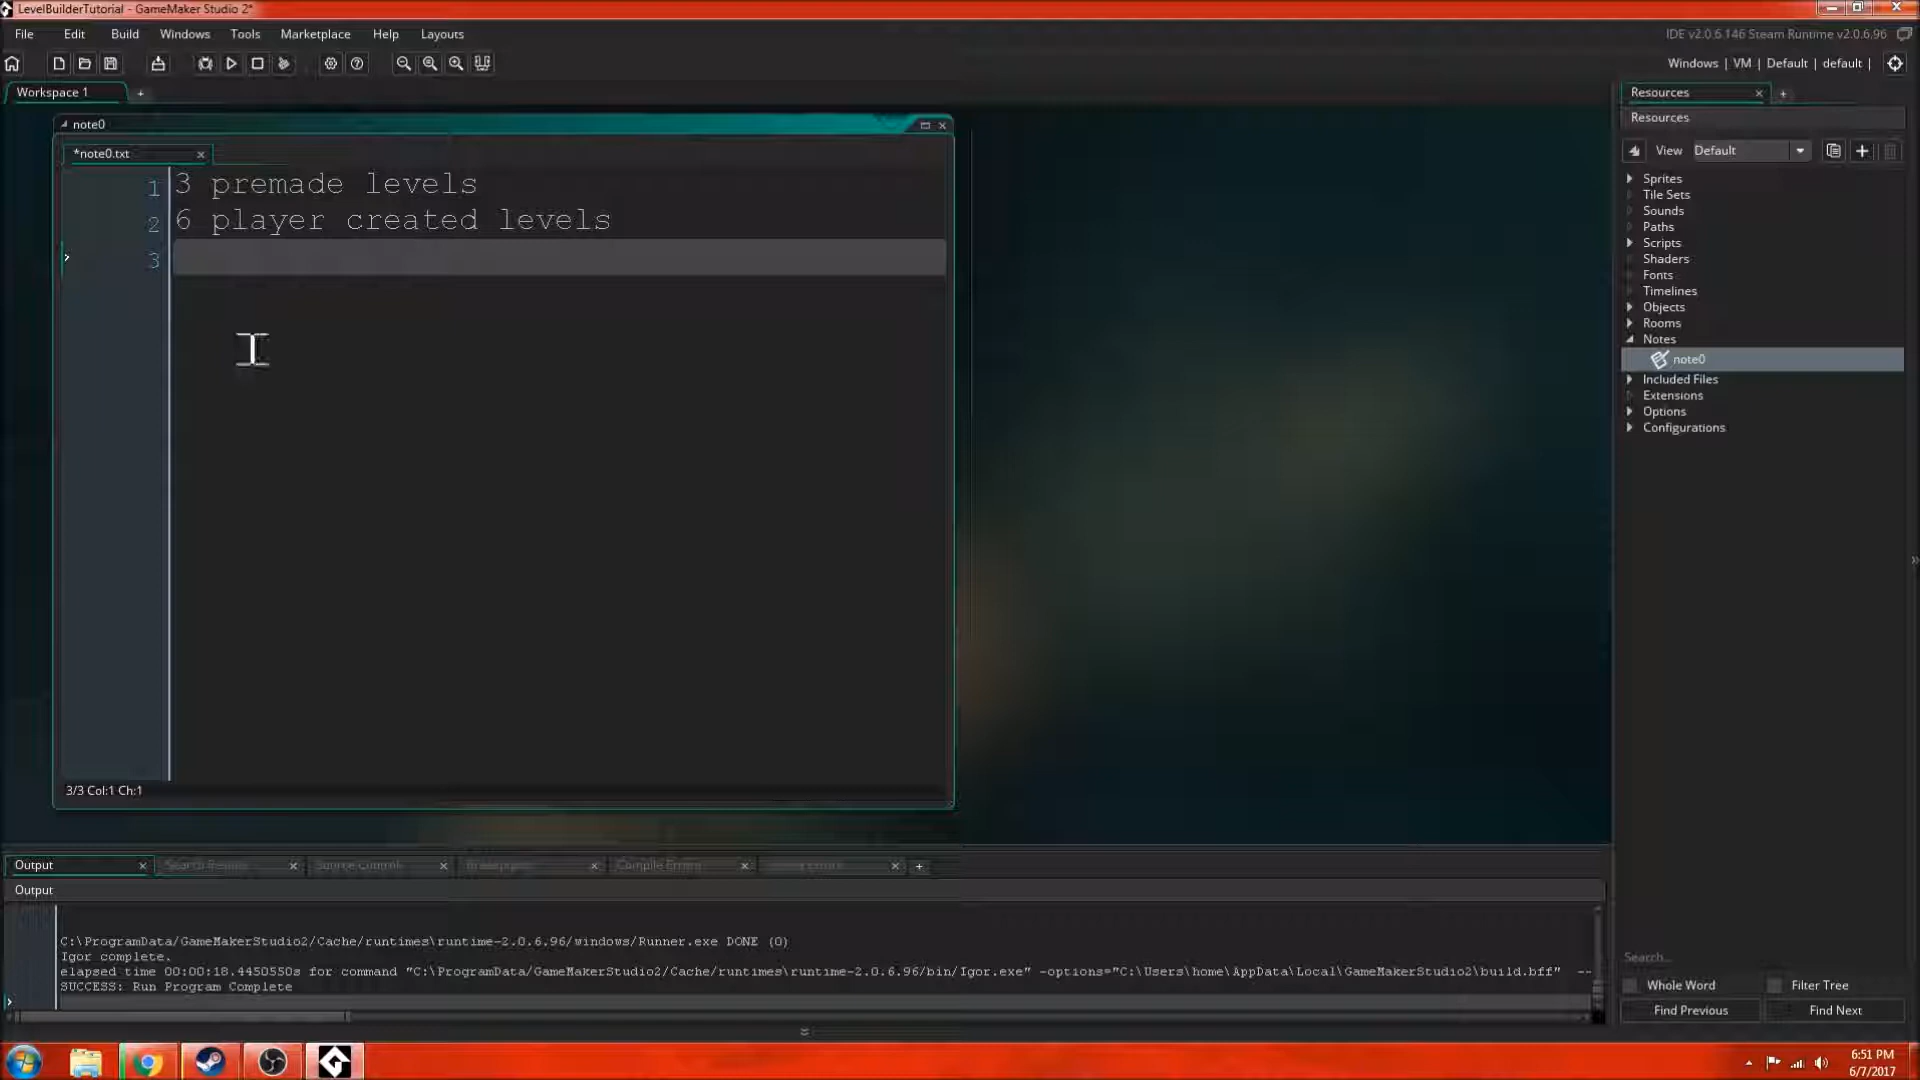 LevelBuilderTutorial - GameMaker Studio 2*
File Edit Build Windows Tools Marketplace Help Layouts
IDE v2.0.6.146 Steam Runtime v2.0.6.96
Windows | VM | Default | default |
Workspace 1
Resources
Resources
View Default
note0
*note0.txt
1 3 premade levels
2 6 player created levels
3
3/3 Col:1 Ch:1
Sprites
Tile Sets
Sounds
Paths
Scripts
Shaders
Fonts
Timelines
Objects
Rooms
Notes
note0
Included Files
Extensions
Options
Configurations
Search...
Whole Word
Filter Tree
Find Previous
Find Next
Output
Source Control
Compile Errors
Output
C:\ProgramData/GameMakerStudio2/Cache/runtimes\runtime-2.0.6.96/windows/Runner.exe DONE (0)
Igor complete.
elapsed time 00:00:18.4450550s for command "C:\ProgramData/GameMakerStudio2/Cache/runtimes\runtime-2.0.6.96/bin/Igor.exe" -options="C:\Users\home\AppData\Local\GameMakerStudio2\build.bff" --
SUCCESS: Run Program Complete
6:51 PM
6/7/2017